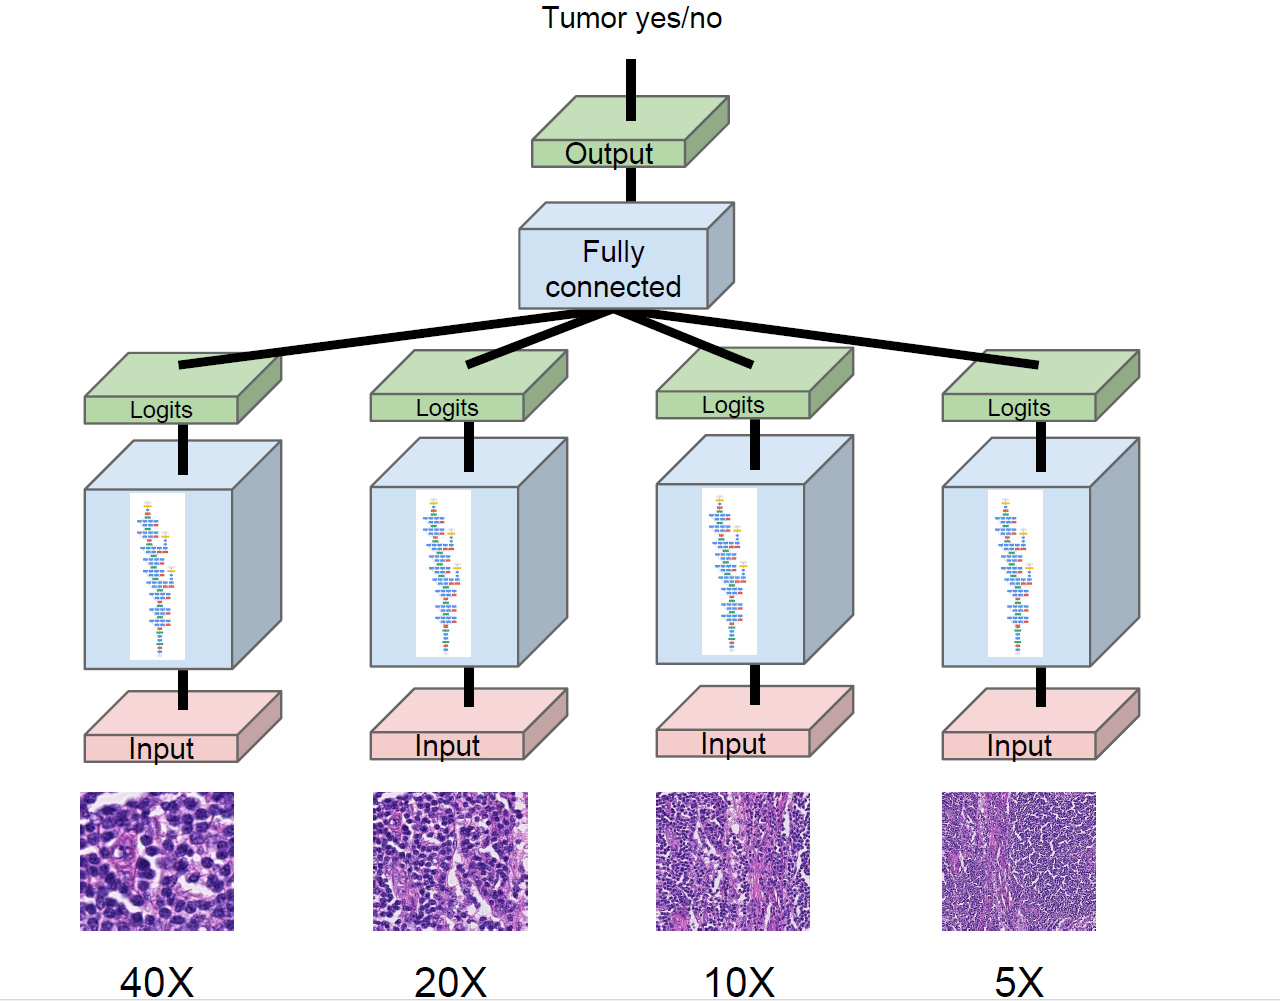 Tumor yes/no
Output
Fully
connected
Logits
Logits
Logits
Logits
Input
Input
Input
Input
40X
20X
10X
5X